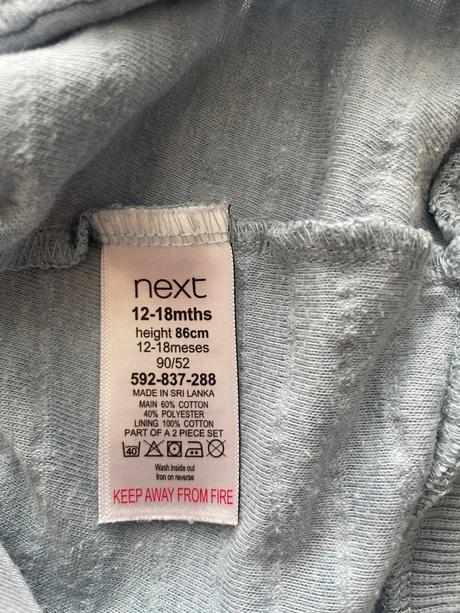 next
12-18mths
height 86cm
12-18meses
90/52
592-837-288
MADE IN SRI LANKA
MAIN 60% COTTON
40% POLYESTER
LINING 100% COTTON
PART OF A 2 PIECE SET
40
Wash inside out
Iron on reverse
KEEP AWAY FROM FIRE